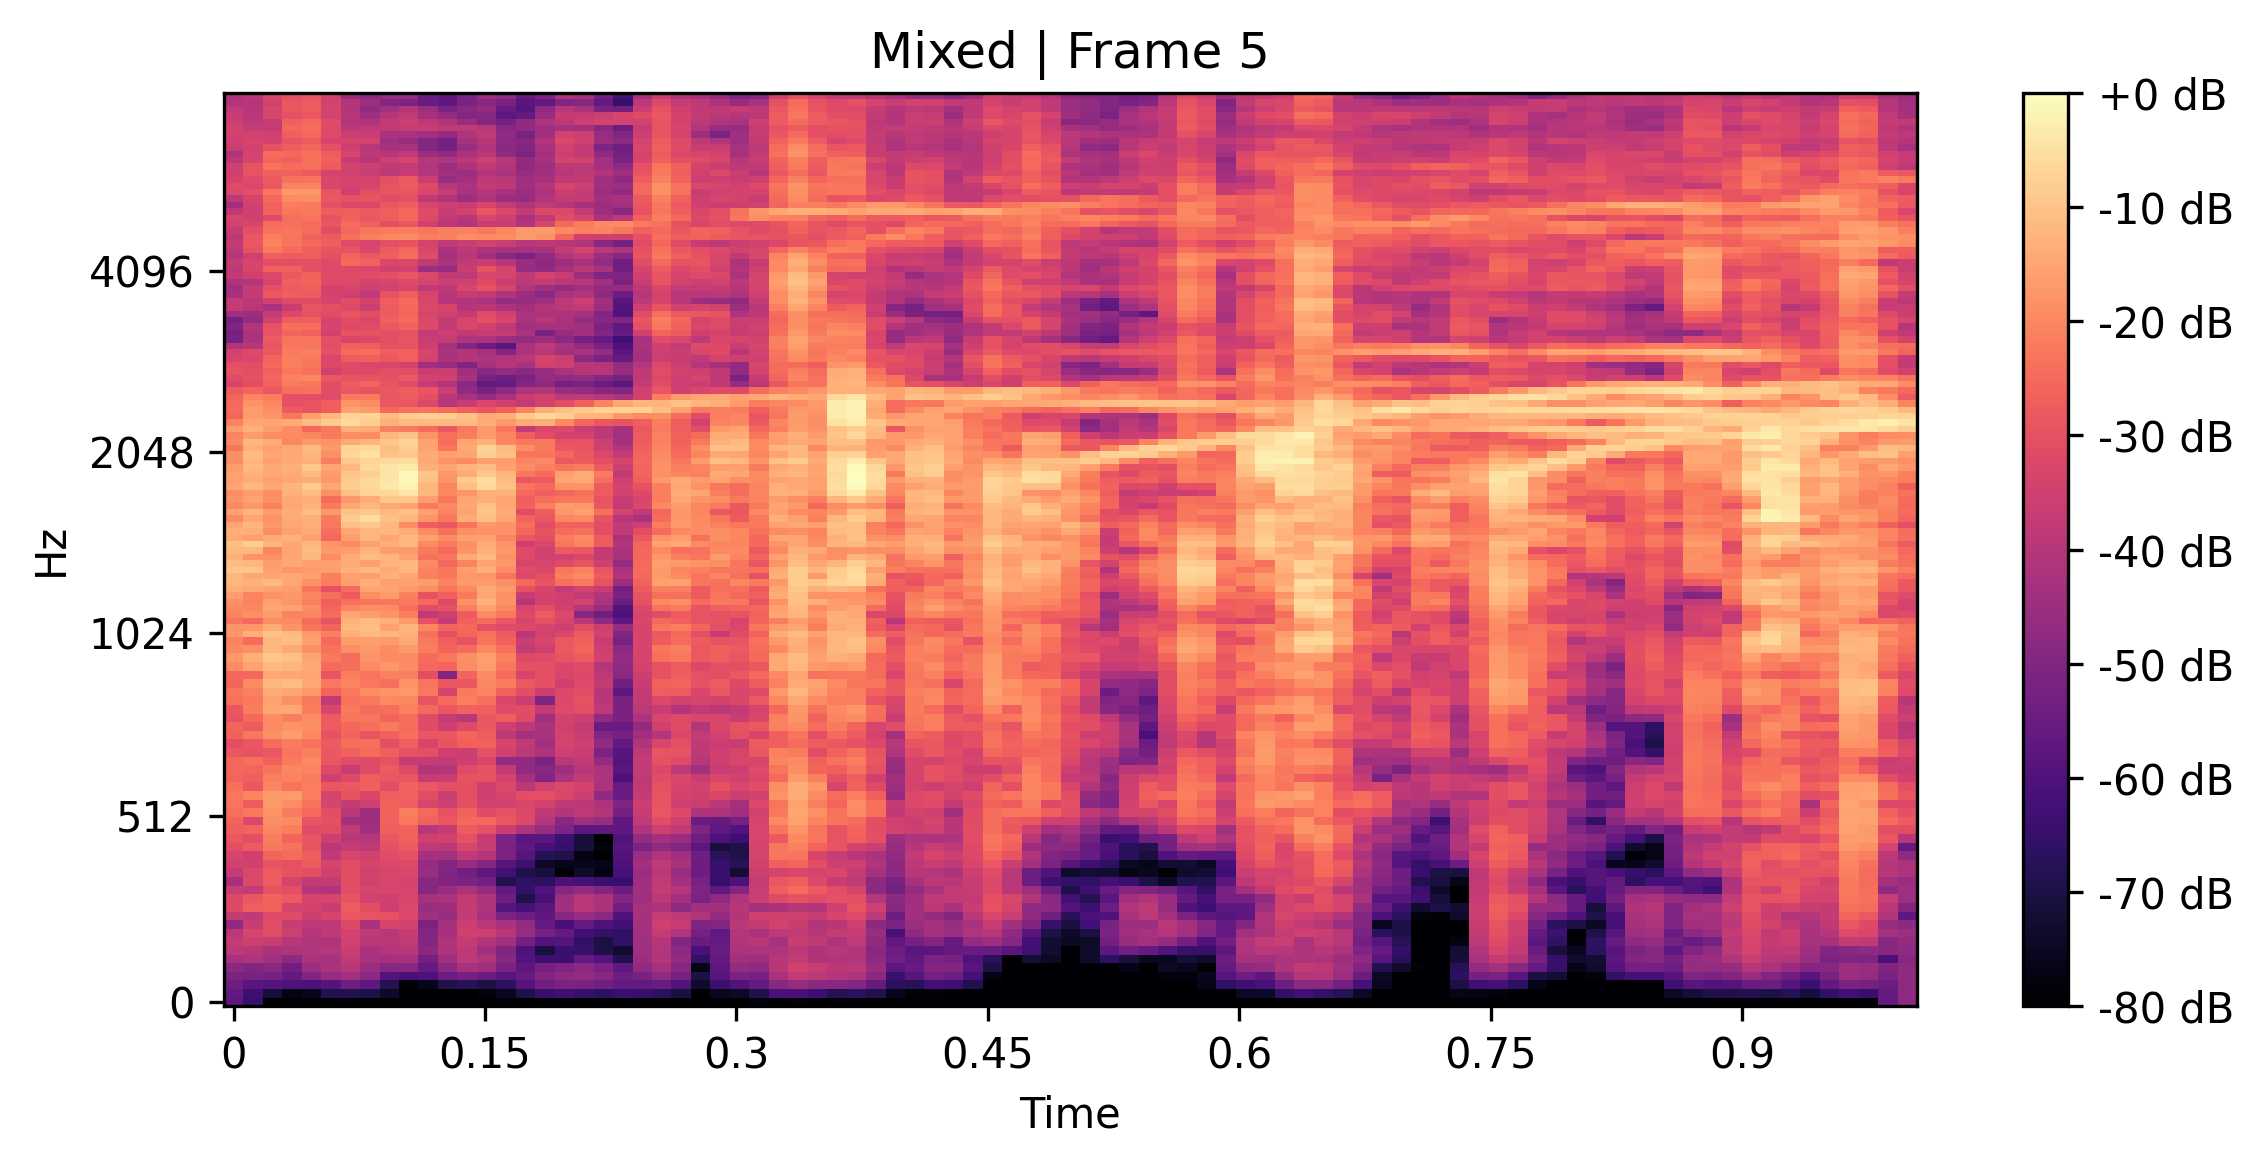 Mixed | Frame 5
Hz
4096
2048
1024
512
0
0 0.15 0.3 0.45 0.6 0.75 0.9
Time
+0 dB
-10 dB
-20 dB
-30 dB
-40 dB
-50 dB
-60 dB
-70 dB
-80 dB